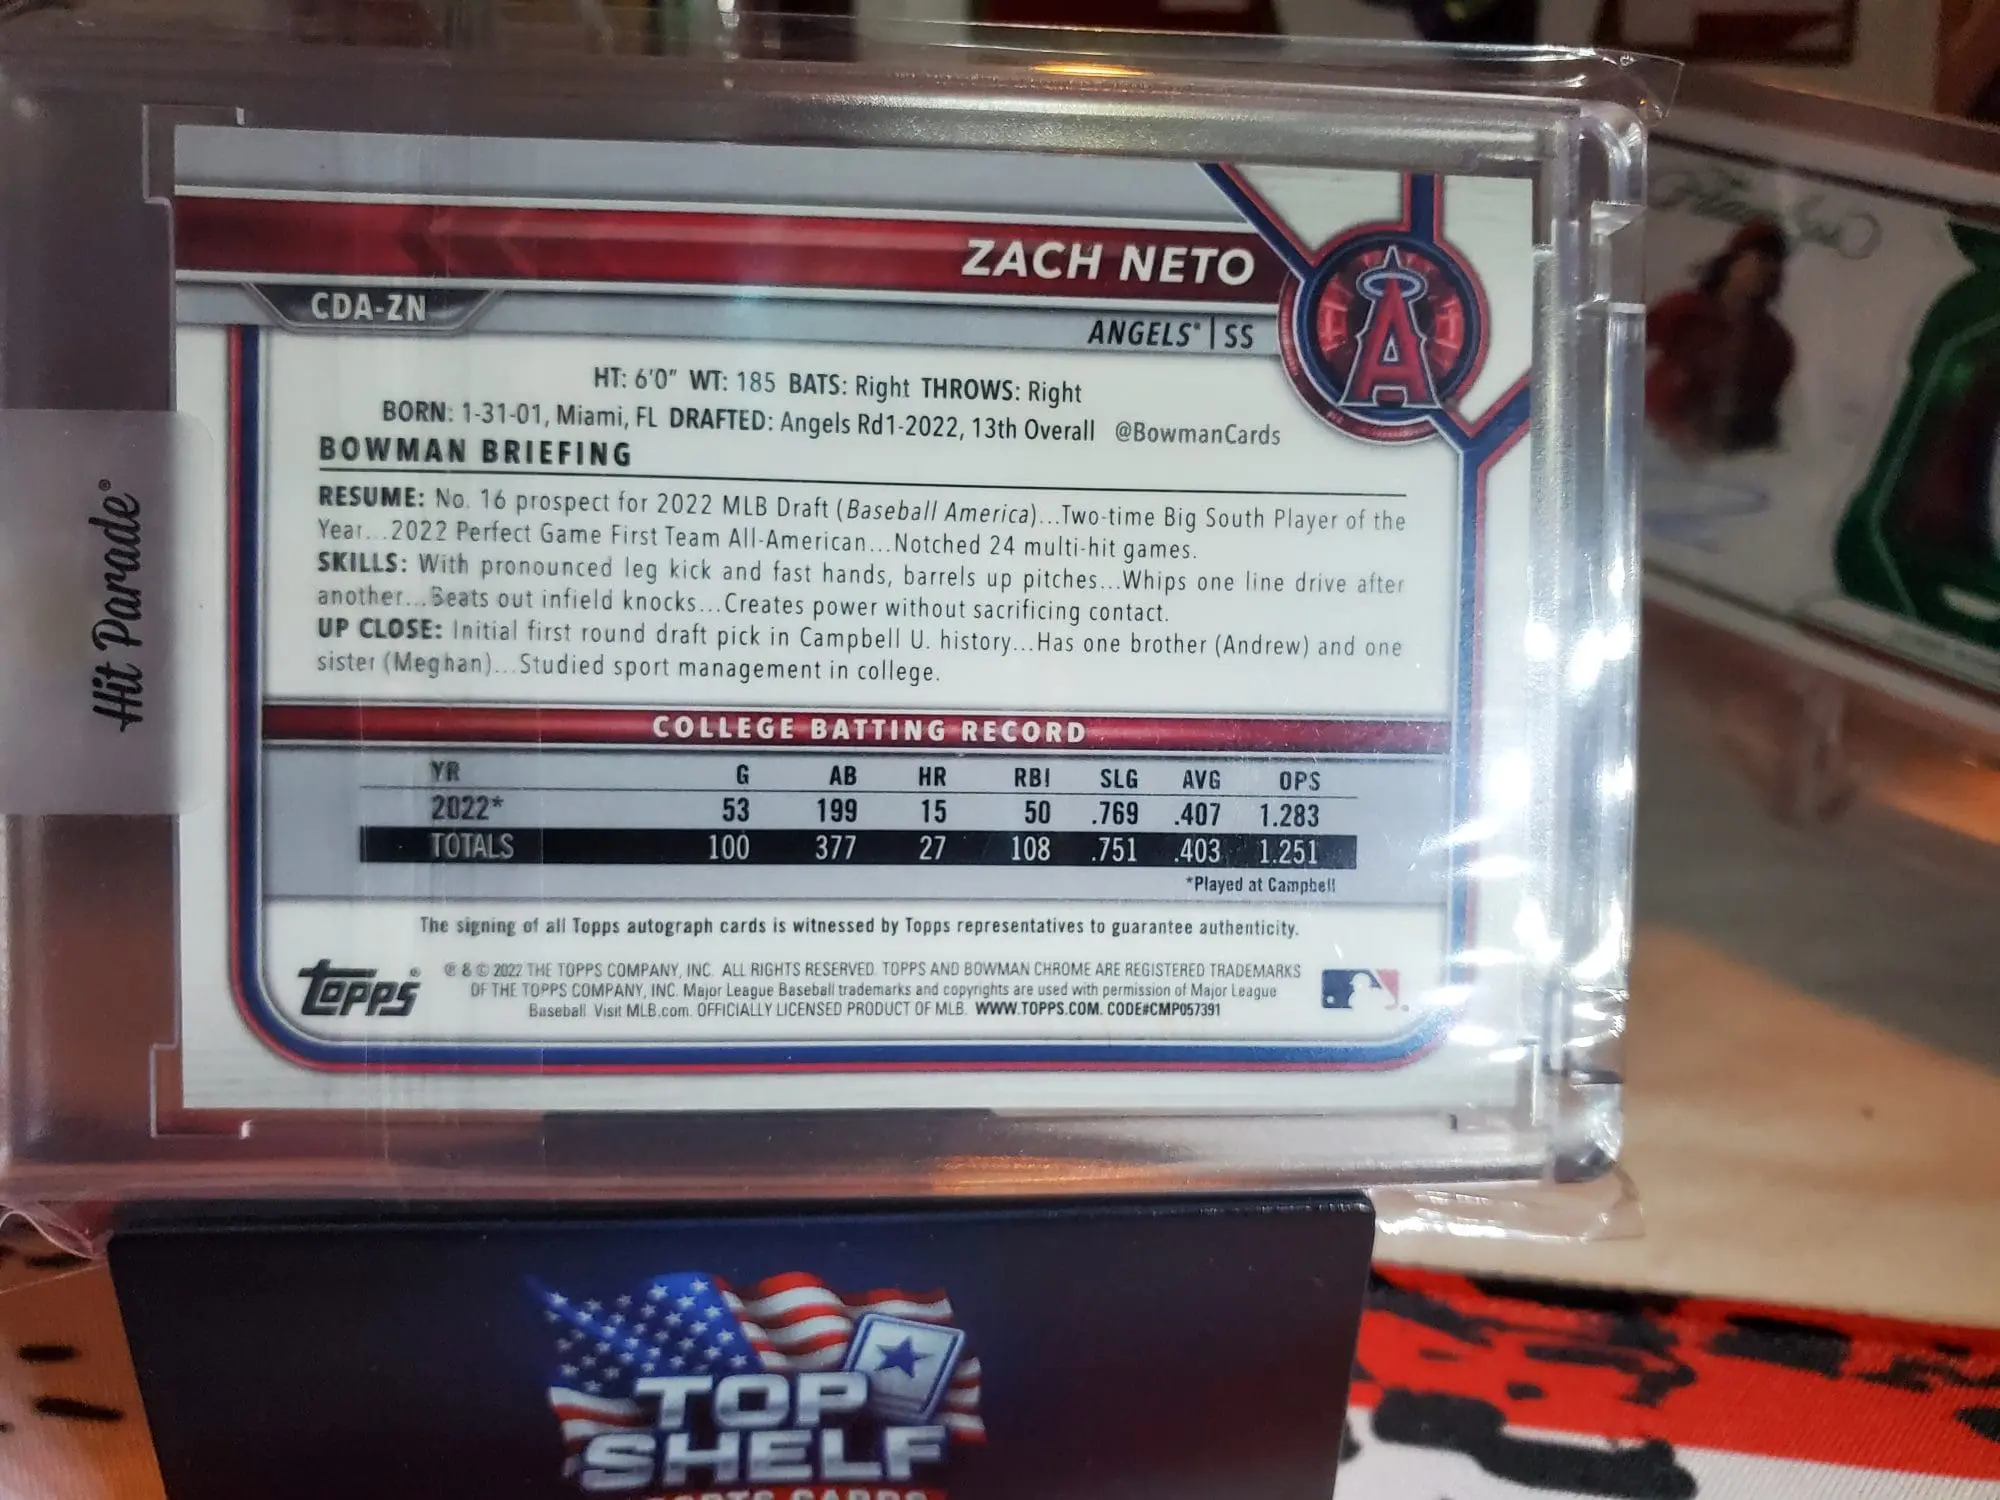 ZACH NETO
CDA-ZN
ANGELS® | SS
HT: 6'0" WT: 185 BATS: Right THROWS: Right
BORN: 1-31-01, Miami, FL DRAFTED: Angels Rd1-2022, 13th Overall @BowmanCards
BOWMAN BRIEFING
RESUME: No. 16 prospect for 2022 MLB Draft (Baseball America)...Two-time Big South Player of the
Year...2022 Perfect Game First Team All-American...Notched 24 multi-hit games.
SKILLS: With pronounced leg kick and fast hands, barrels up pitches...Whips one line drive after
another...Beats out infield knocks...Creates power without sacrificing contact.
UP CLOSE: Initial first round draft pick in Campbell U. history...Has one brother (Andrew) and one
sister (Meghan)...Studied sport management in college.
COLLEGE BATTING RECORD
YR G AB HR RBI SLG AVG OPS
2022* 53 199 15 50 .769 .407 1.283
TOTALS 100 377 27 108 .751 .403 1.251
*Played at Campbell
The signing of all Topps autograph cards is witnessed by Topps representatives to guarantee authenticity.
topps®
® & © 2022 THE TOPPS COMPANY, INC. ALL RIGHTS RESERVED. TOPPS AND BOWMAN CHROME ARE REGISTERED TRADEMARKS
OF THE TOPPS COMPANY, INC. Major League Baseball trademarks and copyrights are used with permission of Major League
Baseball. Visit MLB.com. OFFICIALLY LICENSED PRODUCT OF MLB. WWW.TOPPS.COM. CODE#CMP057391
Hit Parade®
TOP
SHELF
SPORTS CARDS